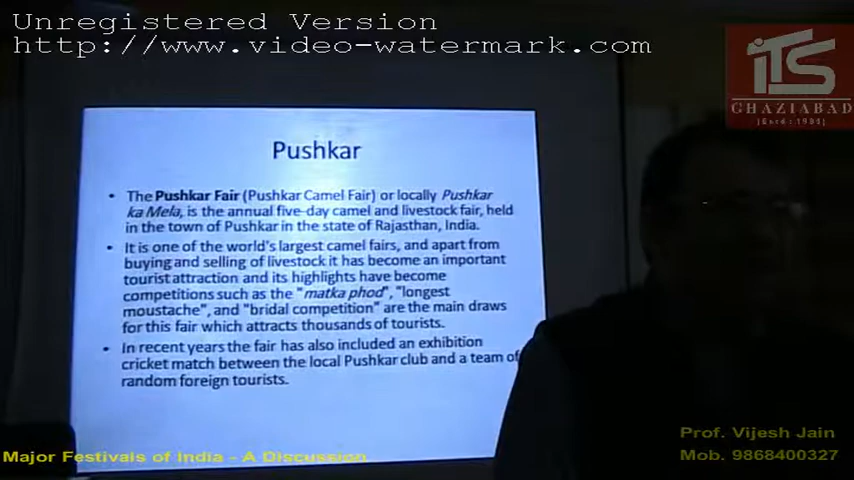 Unregistered Version
http://www.video-watermark.com
iTS
GHAZIABAD
(Estd : 1984)
Pushkar
• The Pushkar Fair (Pushkar Camel Fair) or locally Pushkar
ka Mela, is the annual five-day camel and livestock fair, held
in the town of Pushkar in the state of Rajasthan, India.
• It is one of the world's largest camel fairs, and apart from
buying and selling of livestock it has become an important
tourist attraction and its highlights have become
competitions such as the "matka phod", "longest
moustache", and "bridal competition" are the main draws
for this fair which attracts thousands of tourists.
• In recent years the fair has also included an exhibition
cricket match between the local Pushkar club and a team of
random foreign tourists.
Prof. Vijesh Jain
Major Festivals of India - A Discussion
Mob. 9868400327